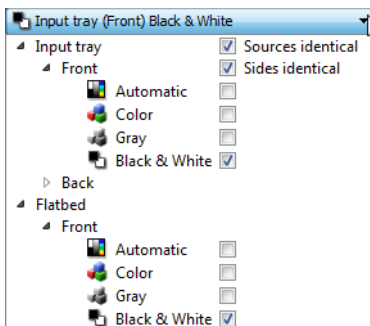 Input tray (Front) Black & White
Input tray Sources identical
Front Sides identical
Automatic
Color
Gray
Black & White
Back
Flatbed
Front
Automatic
Color
Gray
Black & White